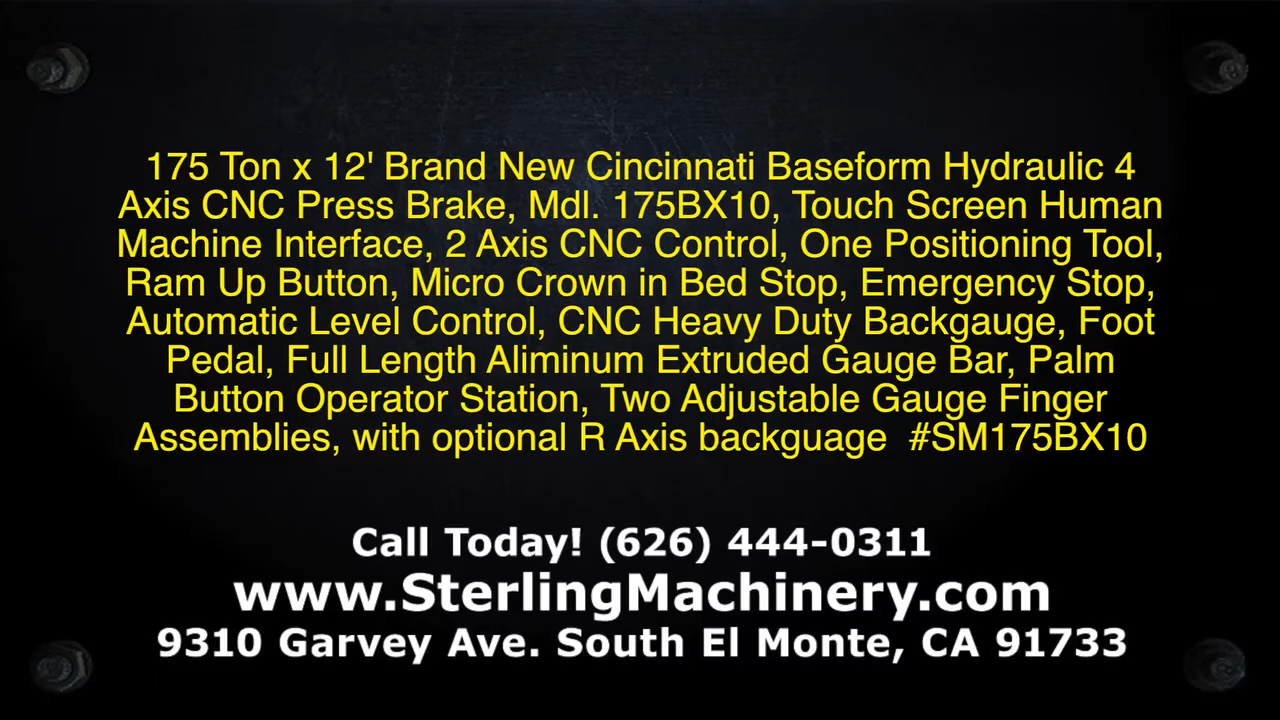 175 Ton x 12' Brand New Cincinnati Baseform Hydraulic 4
Axis CNC Press Brake, Mdl. 175BX10, Touch Screen Human
Machine Interface, 2 Axis CNC Control, One Positioning Tool,
Ram Up Button, Micro Crown in Bed Stop, Emergency Stop,
Automatic Level Control, CNC Heavy Duty Backgauge, Foot
Pedal, Full Length Aliminum Extruded Gauge Bar, Palm
Button Operator Station, Two Adjustable Gauge Finger
Assemblies, with optional R Axis backguage  #SM175BX10
Call Today! (626) 444-0311
www.SterlingMachinery.com
9310 Garvey Ave. South El Monte, CA 91733